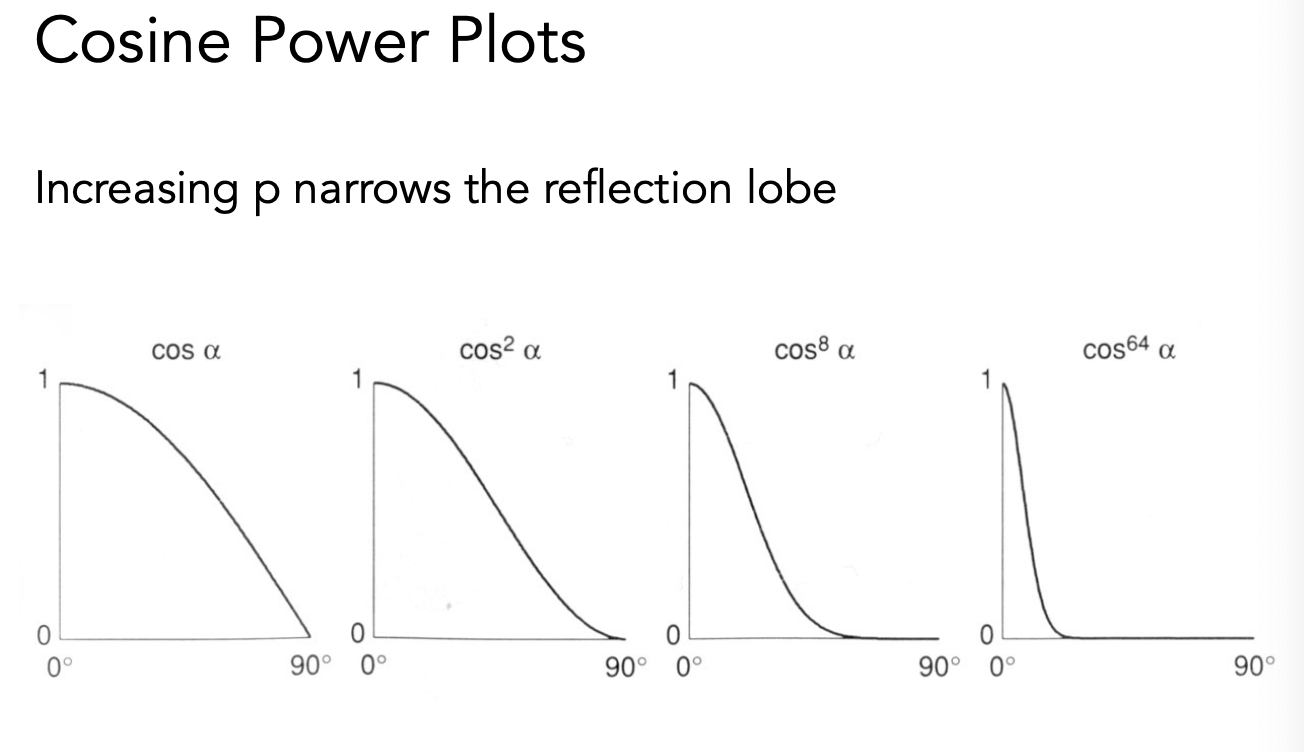 Cosine Power Plots
Increasing p narrows the reflection lobe
cos α
cos² α
cos⁸ α
cos⁶⁴ α
1 1 1 1
0 0 0 0
0° 90° 0° 90° 0° 90° 0° 90°